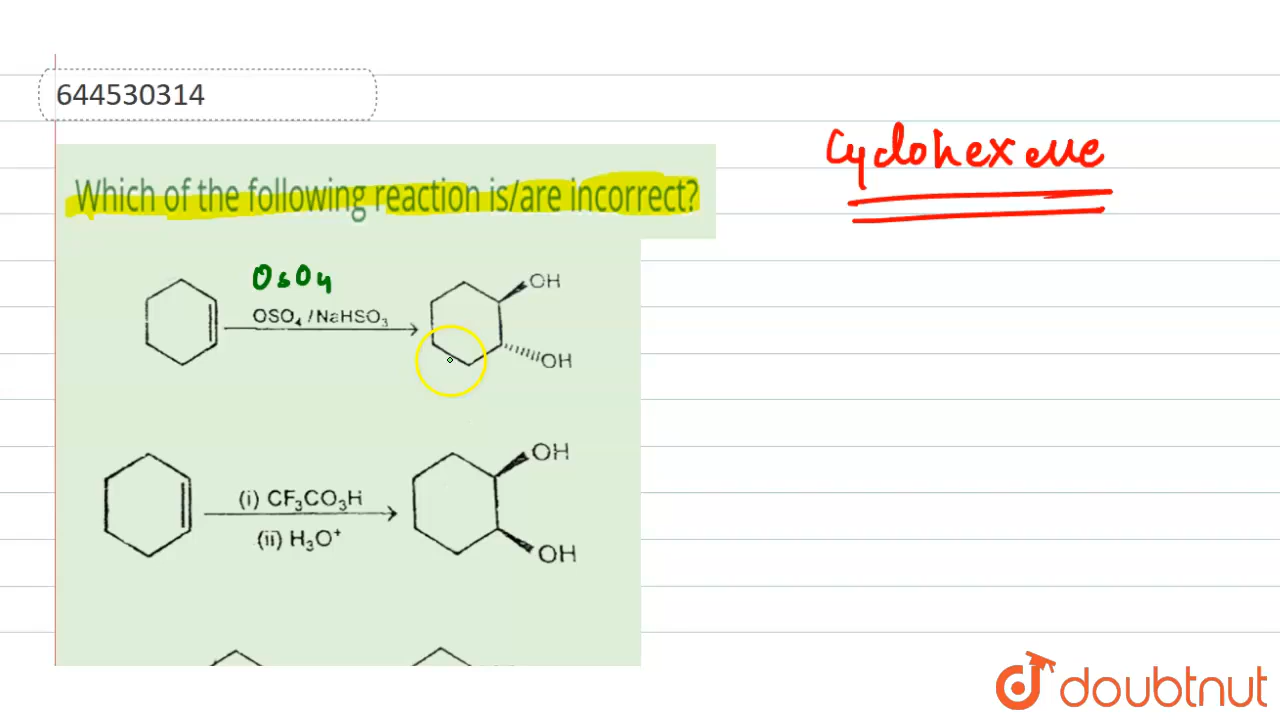 644530314
Cyclohexene
Which of the following reaction is/are incorrect?
OsO4
OH
OSO4 /NaHSO3
OH
OH
(i) CF3CO3H
(ii) H3O+
OH
doubtnut